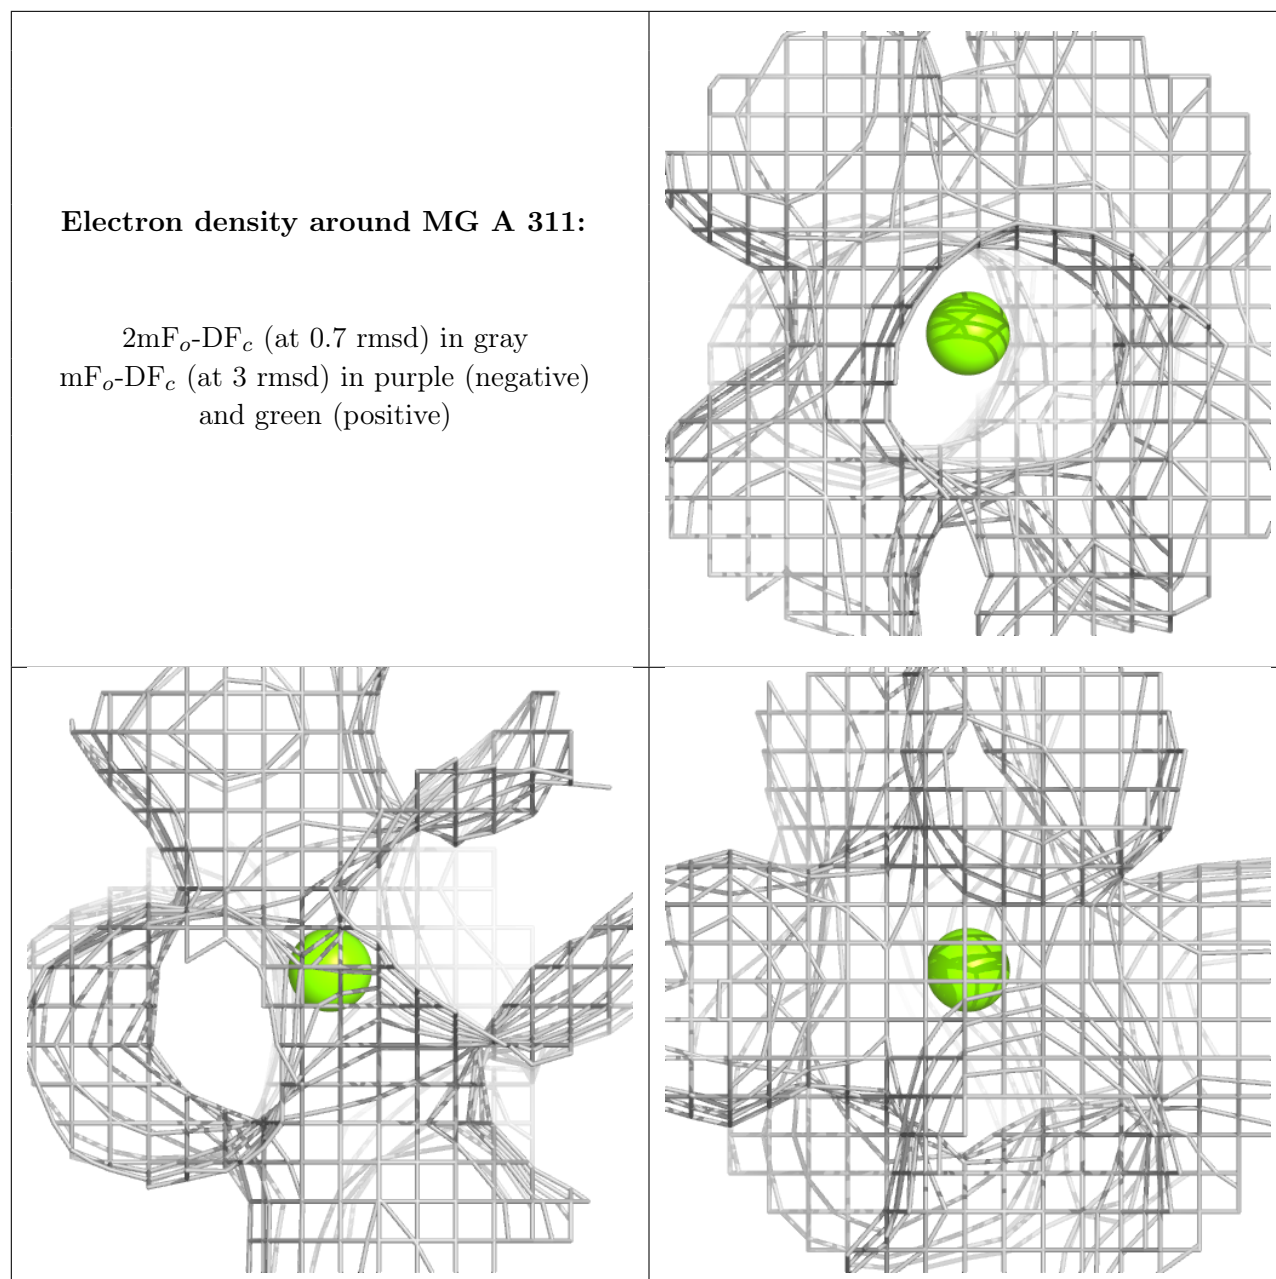 Electron density around MG A 311:
2mFo-DFc (at 0.7 rmsd) in gray
mFo-DFc (at 3 rmsd) in purple (negative)
and green (positive)